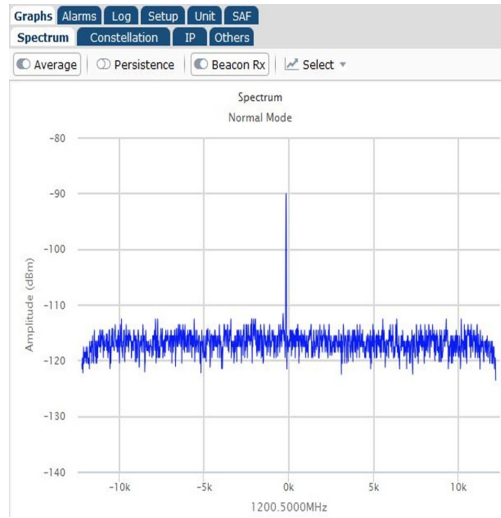 Graphs Alarms Log Setup Unit SAF
Spectrum Constellation IP Others
Average Persistence Beacon Rx Select
Spectrum
Normal Mode
Amplitude (dBm)
-80
-90
-100
-110
-120
-130
-140
-10k -5k 0k 5k 10k
1200.5000MHz